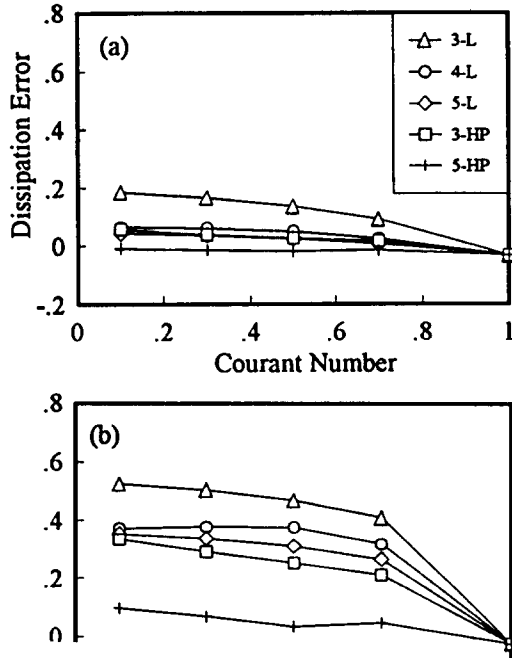 .8
(a)
3-L
4-L
5-L
3-HP
5-HP
.6
.4
.2
0
-.2
Dissipation Error
0 .2 .4 .6 .8 1
Courant Number
.8
(b)
.6
.4
.2
0